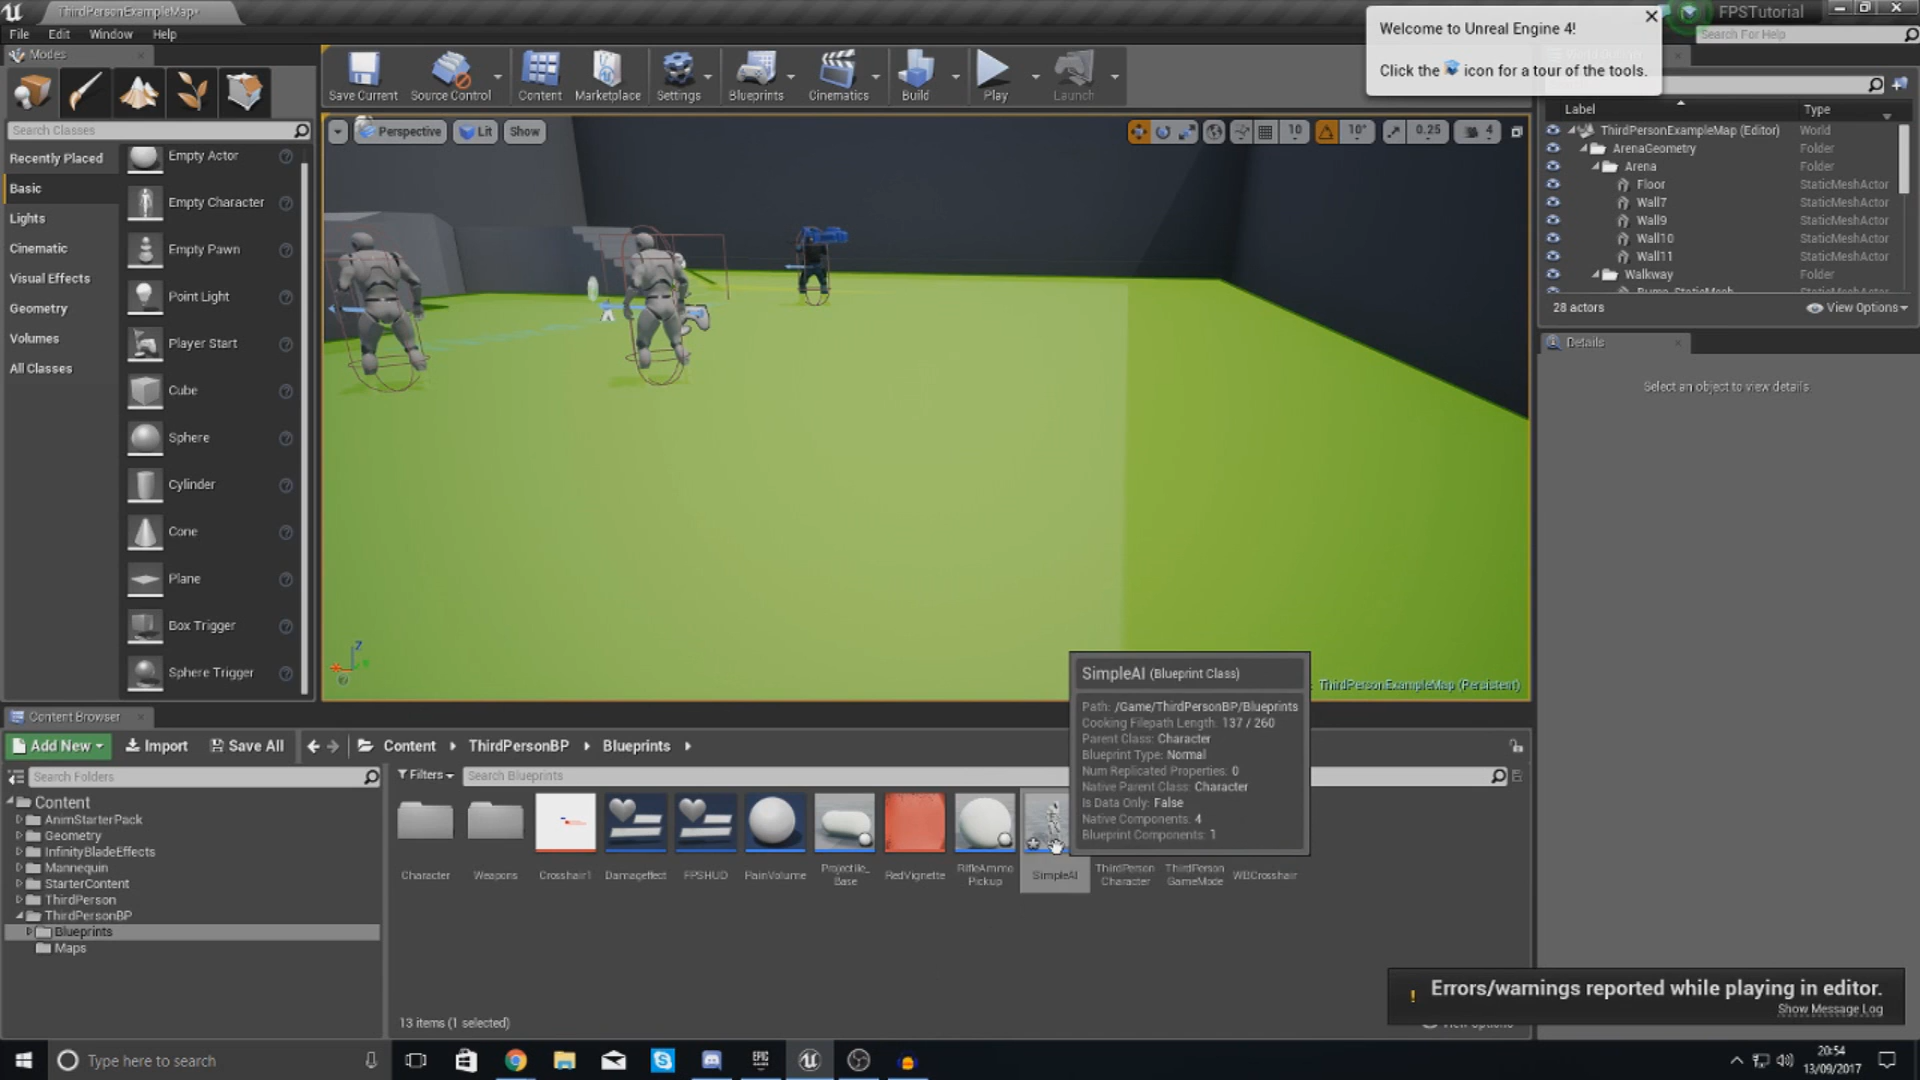 ThirdPersonExampleMap*
FPSTutorial
File Edit Window Help
Search For Help
Welcome to Unreal Engine 4!
Click the icon for a tour of the tools.
Modes
Save Current
Source Control
Content
Marketplace
Settings
Blueprints
Cinematics
Build
Play
Launch
Search Classes
Recently Placed
Basic
Lights
Cinematic
Visual Effects
Geometry
Volumes
All Classes
Empty Actor
Empty Character
Empty Pawn
Point Light
Player Start
Cube
Sphere
Cylinder
Cone
Plane
Box Trigger
Sphere Trigger
Perspective
Lit
Show
10
10°
0.25
4
Label Type
ThirdPersonExampleMap (Editor) World
ArenaGeometry Folder
Arena Folder
Floor StaticMeshActor
Wall7 StaticMeshActor
Wall9 StaticMeshActor
Wall10 StaticMeshActor
Wall11 StaticMeshActor
Walkway Folder
28 actors
View Options
Details
Select an object to view details.
ThirdPersonExampleMap (Persistent)
SimpleAI (Blueprint Class)
Path: /Game/ThirdPersonBP/Blueprints
Cooking Filepath Length: 137 / 260
Parent Class: Character
Blueprint Type: Normal
Num Replicated Properties: 0
Native Parent Class: Character
Is Data Only: False
Native Components: 4
Blueprint Components: 1
Content Browser
Add New
Import
Save All
Content
ThirdPersonBP
Blueprints
Search Folders
Filters
Search Blueprints
Content
AnimStarterPack
Geometry
InfinityBladeEffects
Mannequin
StarterContent
ThirdPerson
ThirdPersonBP
Blueprints
Maps
Character
Weapons
Crosshair1
Damageffect
FPSHUD
PainVolume
Projectile_
Base
RedVignette
RifleAmmo
Pickup
SimpleAI
ThirdPerson
Character
ThirdPerson
GameMode
WBCrosshair
13 items (1 selected)
Errors/warnings reported while playing in editor.
Show Message Log
View Options
Type here to search
EPIC
20:54
13/09/2017